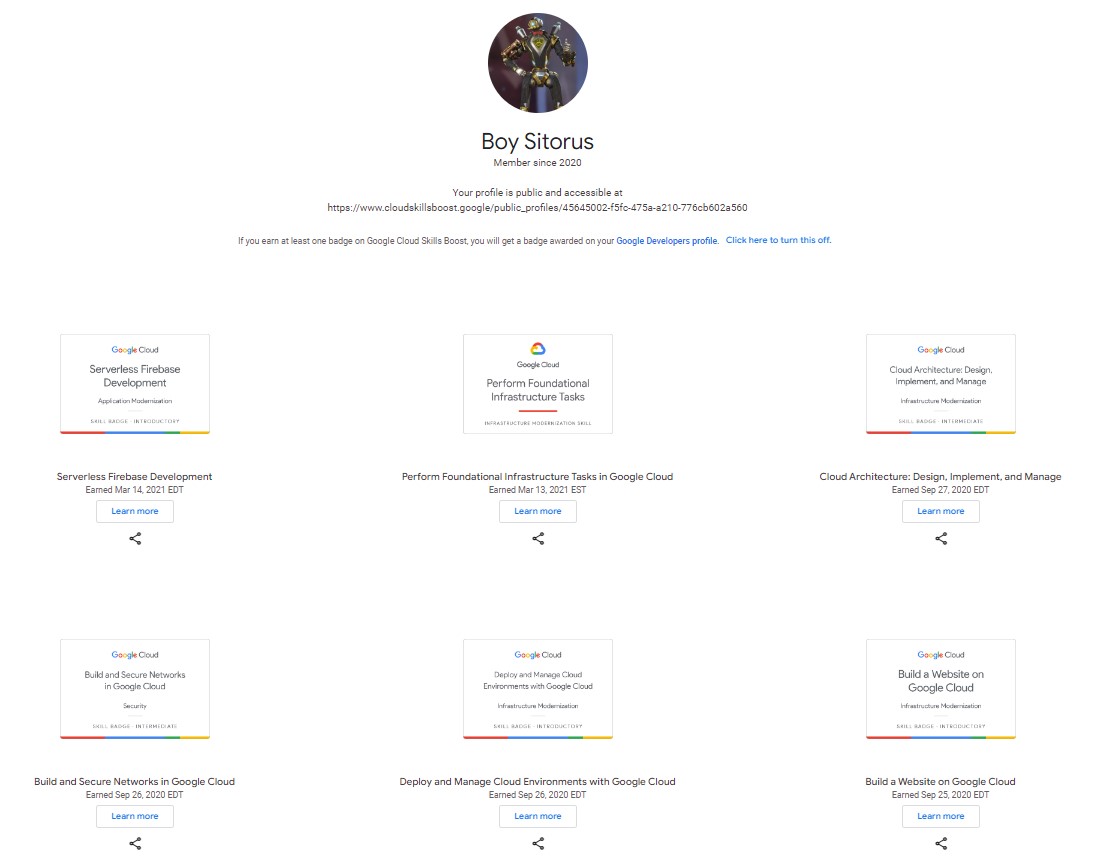 Boy Sitorus
Member since 2020
Your profile is public and accessible at
https://www.cloudskillsboost.google/public_profiles/45645002-f5fc-475a-a210-776cb602a560
If you earn at least one badge on Google Cloud Skills Boost, you will get a badge awarded on your Google Developers profile. Click here to turn this off.
Google Cloud
Serverless Firebase
Development
Application Modernization
SKILL BADGE · INTRODUCTORY
Serverless Firebase Development
Earned Mar 14, 2021 EDT
Learn more
Google Cloud
Perform Foundational
Infrastructure Tasks
INFRASTRUCTURE MODERNIZATION SKILL
Perform Foundational Infrastructure Tasks in Google Cloud
Earned Mar 13, 2021 EST
Learn more
Google Cloud
Cloud Architecture: Design,
Implement, and Manage
Infrastructure Modernization
SKILL BADGE · INTERMEDIATE
Cloud Architecture: Design, Implement, and Manage
Earned Sep 27, 2020 EDT
Learn more
Google Cloud
Build and Secure Networks
in Google Cloud
Security
SKILL BADGE · INTERMEDIATE
Build and Secure Networks in Google Cloud
Earned Sep 26, 2020 EDT
Learn more
Google Cloud
Deploy and Manage Cloud
Environments with Google Cloud
Infrastructure Modernization
SKILL BADGE · INTRODUCTORY
Deploy and Manage Cloud Environments with Google Cloud
Earned Sep 26, 2020 EDT
Learn more
Google Cloud
Build a Website on
Google Cloud
Infrastructure Modernization
SKILL BADGE · INTRODUCTORY
Build a Website on Google Cloud
Earned Sep 25, 2020 EDT
Learn more